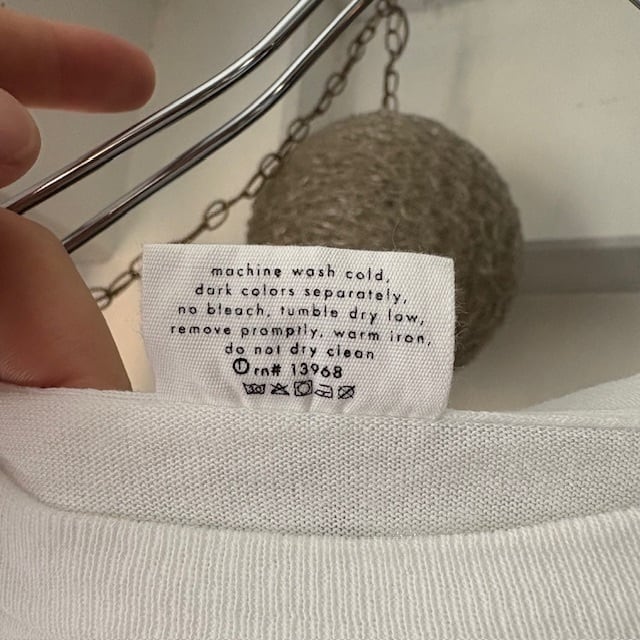 machine wash cold,
dark colors separately,
no bleach, tumble dry low,
remove promptly, warm iron,
do not dry clean
rn# 13968